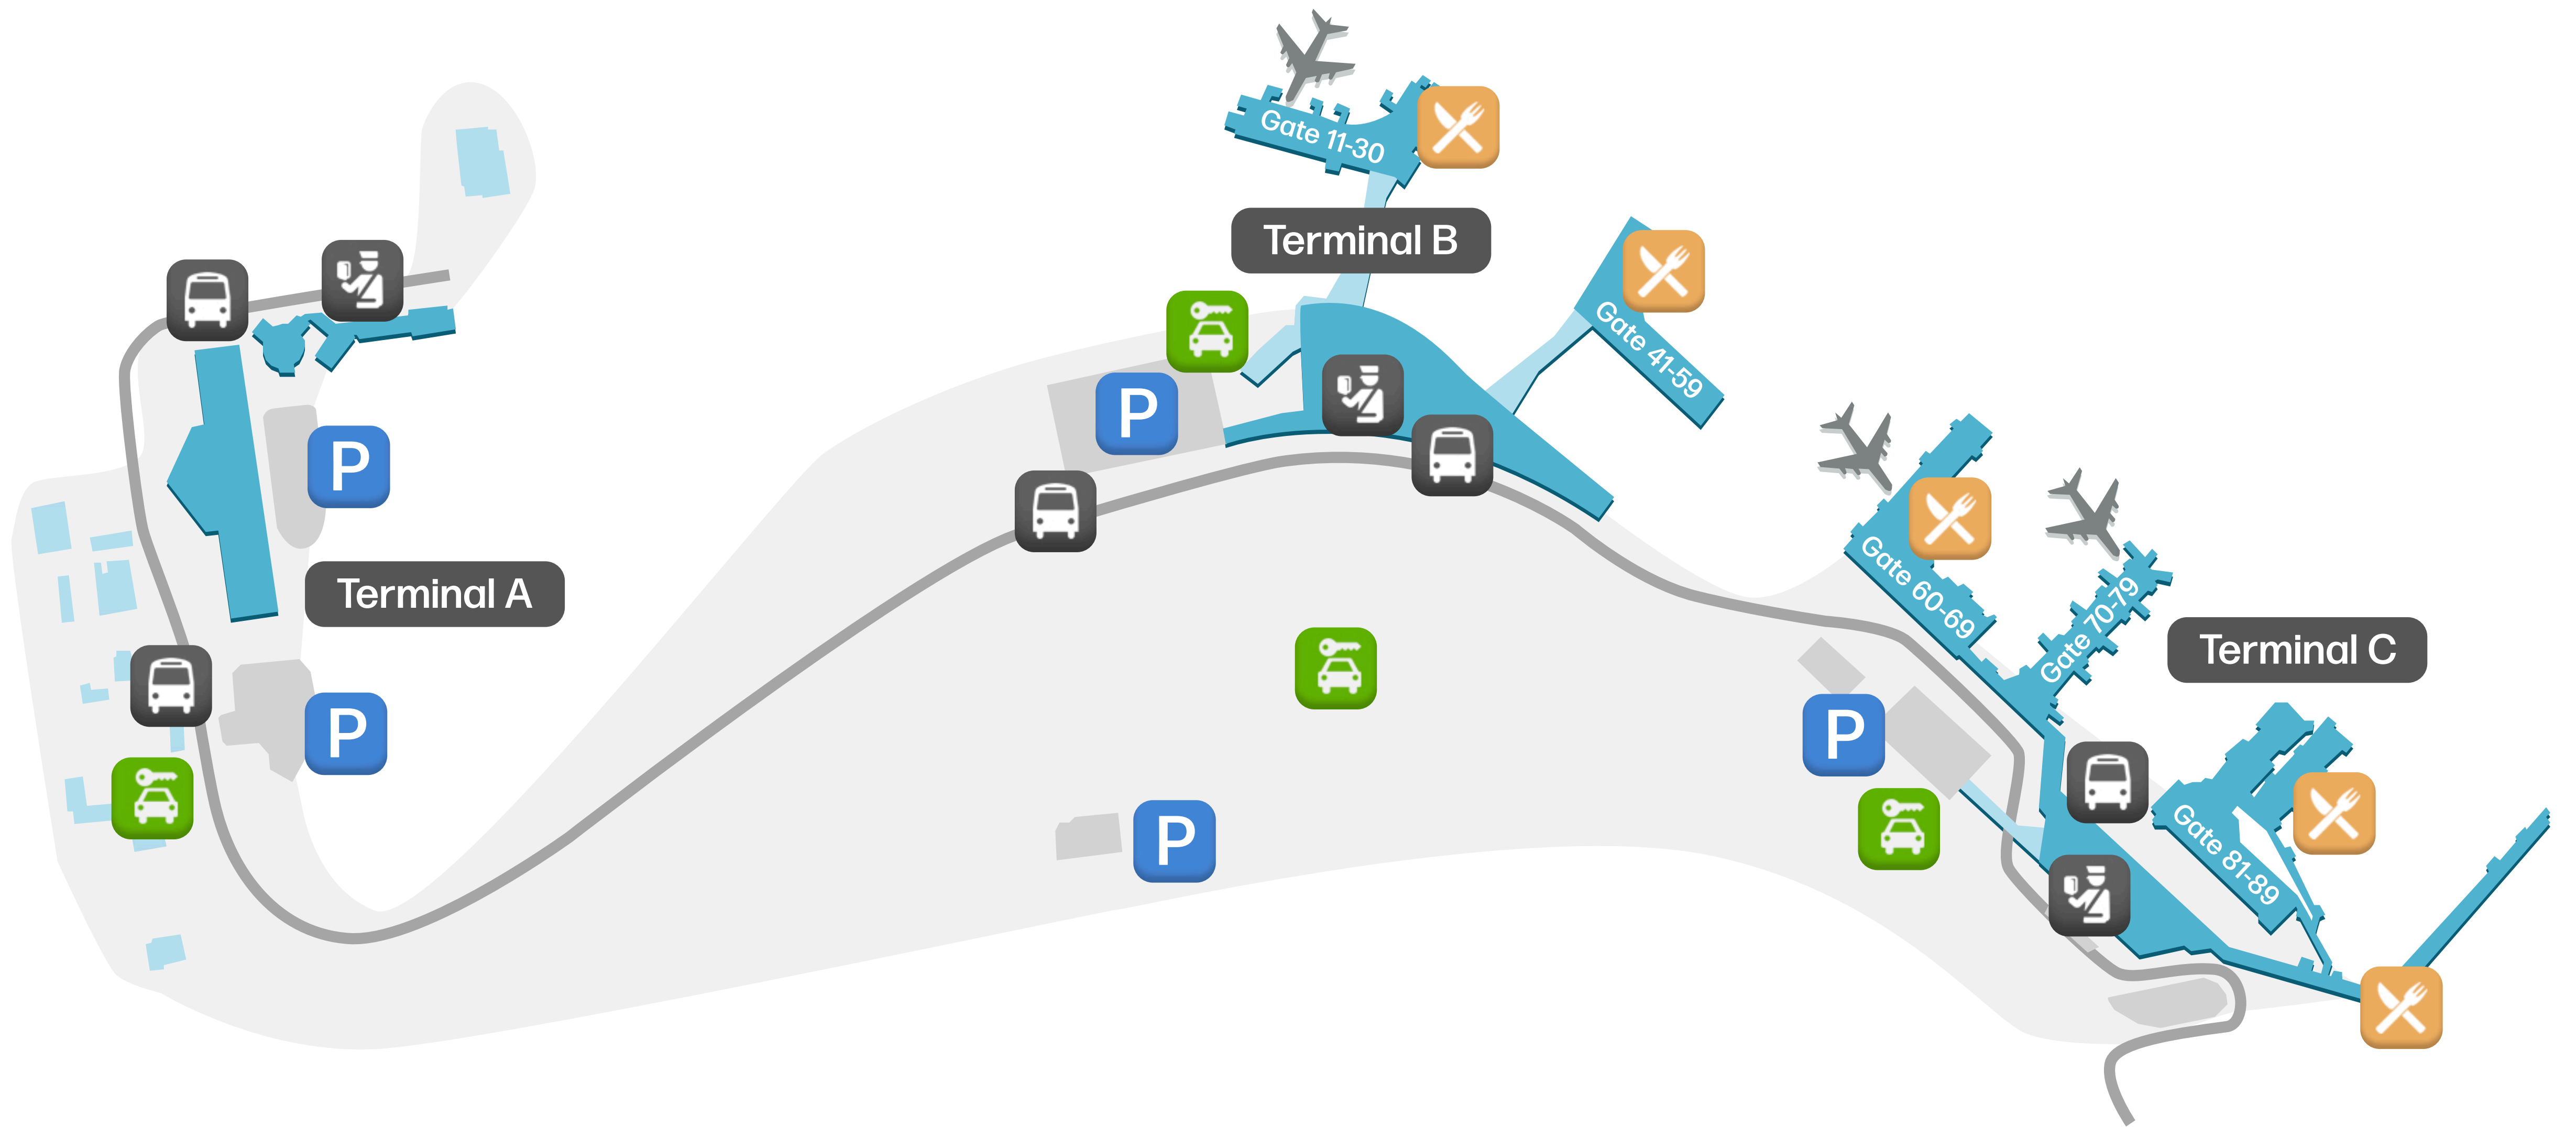 Gate 11-30
Terminal B
Gate 41-59
P
P
Terminal A
Gate 60-69
Gate 70-79
Terminal C
P
P
P
Gate 81-89